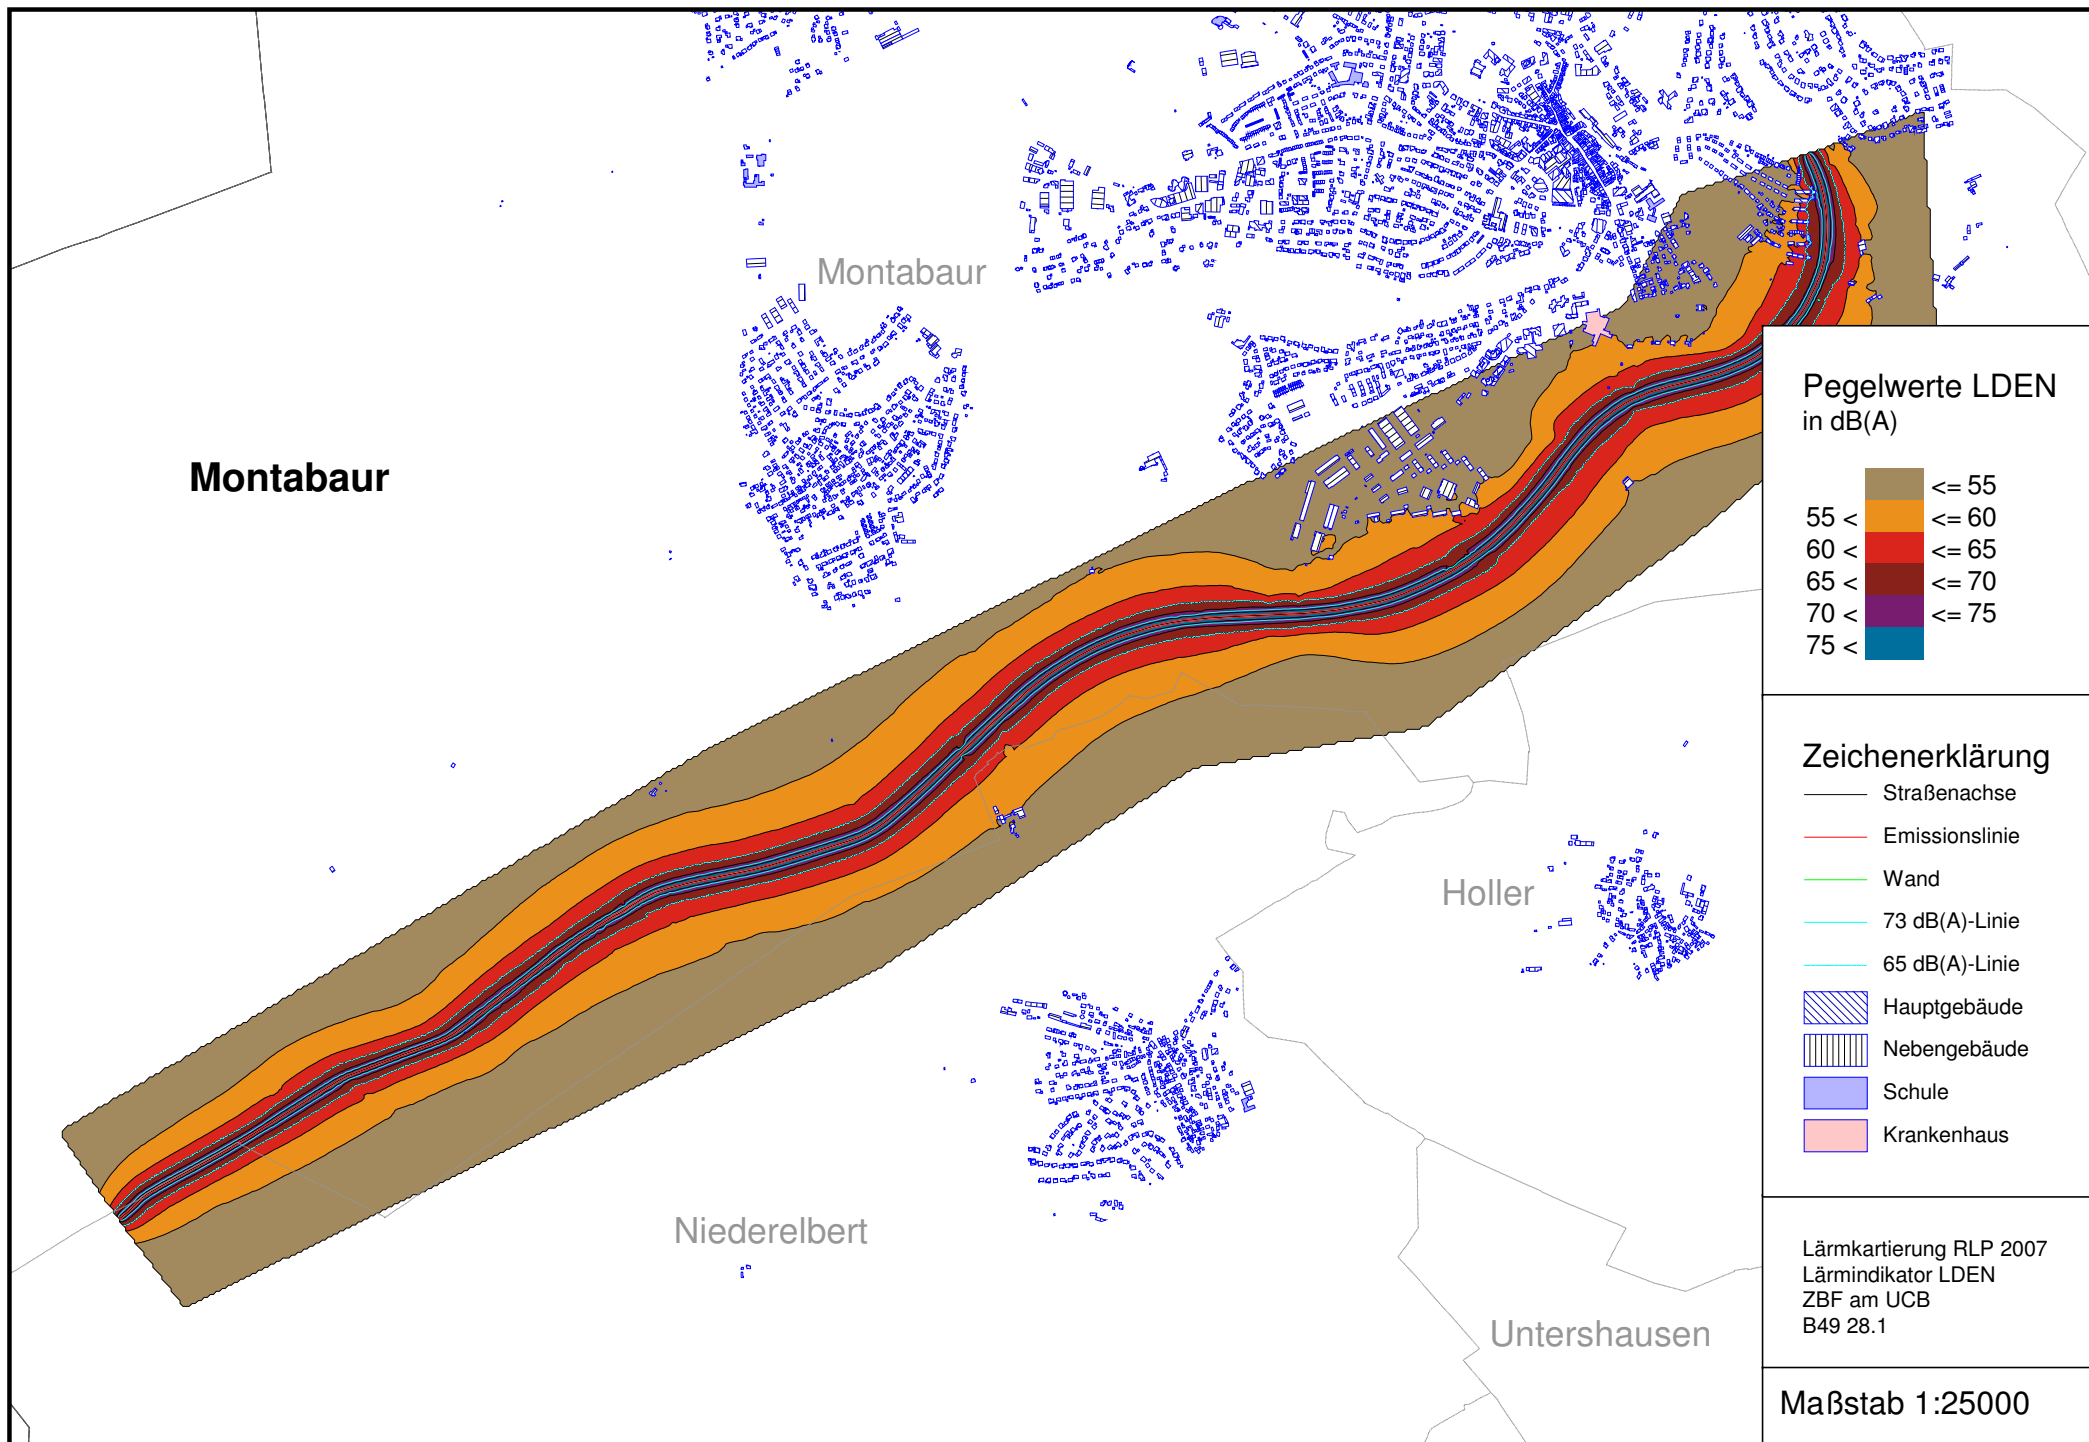 Montabaur
Montabaur
Holler
Niederelbert
Untershausen
Pegelwerte LDEN
in dB(A)
<= 55
55 < <= 60
60 < <= 65
65 < <= 70
70 < <= 75
75 <
Zeichenerklärung
Straßenachse
Emissionslinie
Wand
73 dB(A)-Linie
65 dB(A)-Linie
Hauptgebäude
Nebengebäude
Schule
Krankenhaus
Lärmkartierung RLP 2007
Lärmindikator LDEN
ZBF am UCB
B49 28.1
Maßstab 1:25000